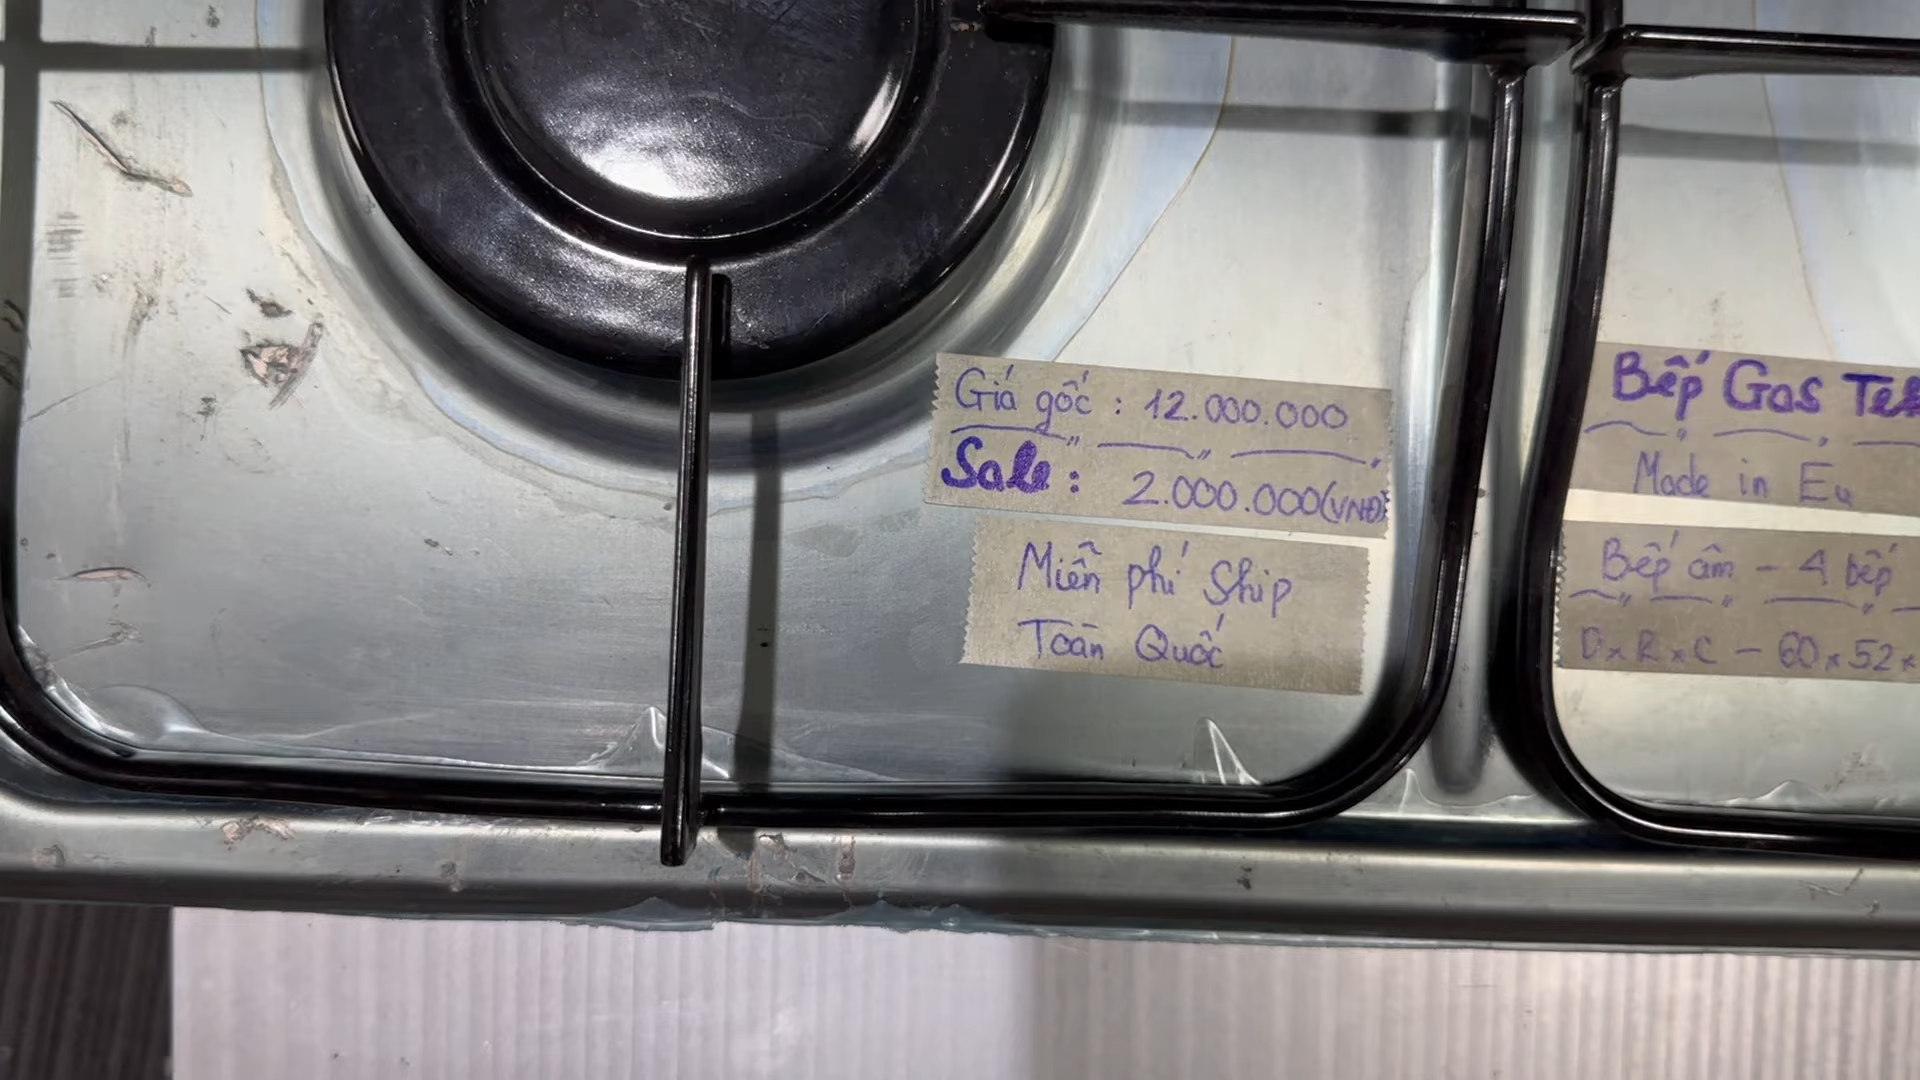 Giá gốc : 12.000.000
Sale : 2.000.000(VNĐ)
Miễn phí Ship
Toàn Quốc
Bếp Gas
Made in Eu
Bếp âm - 4 bếp
D x R x C - 60 x 52 x